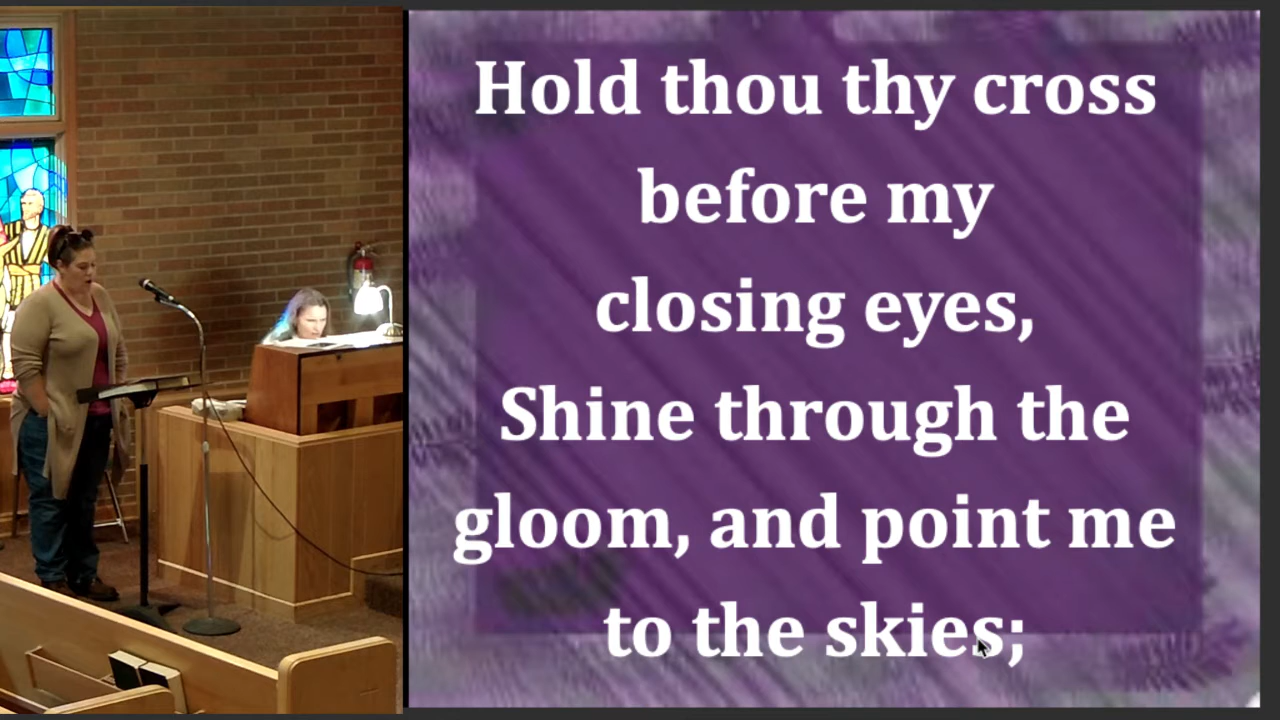 Hold thou thy cross
before my
closing eyes,
Shine through the
gloom, and point me
to the skies;